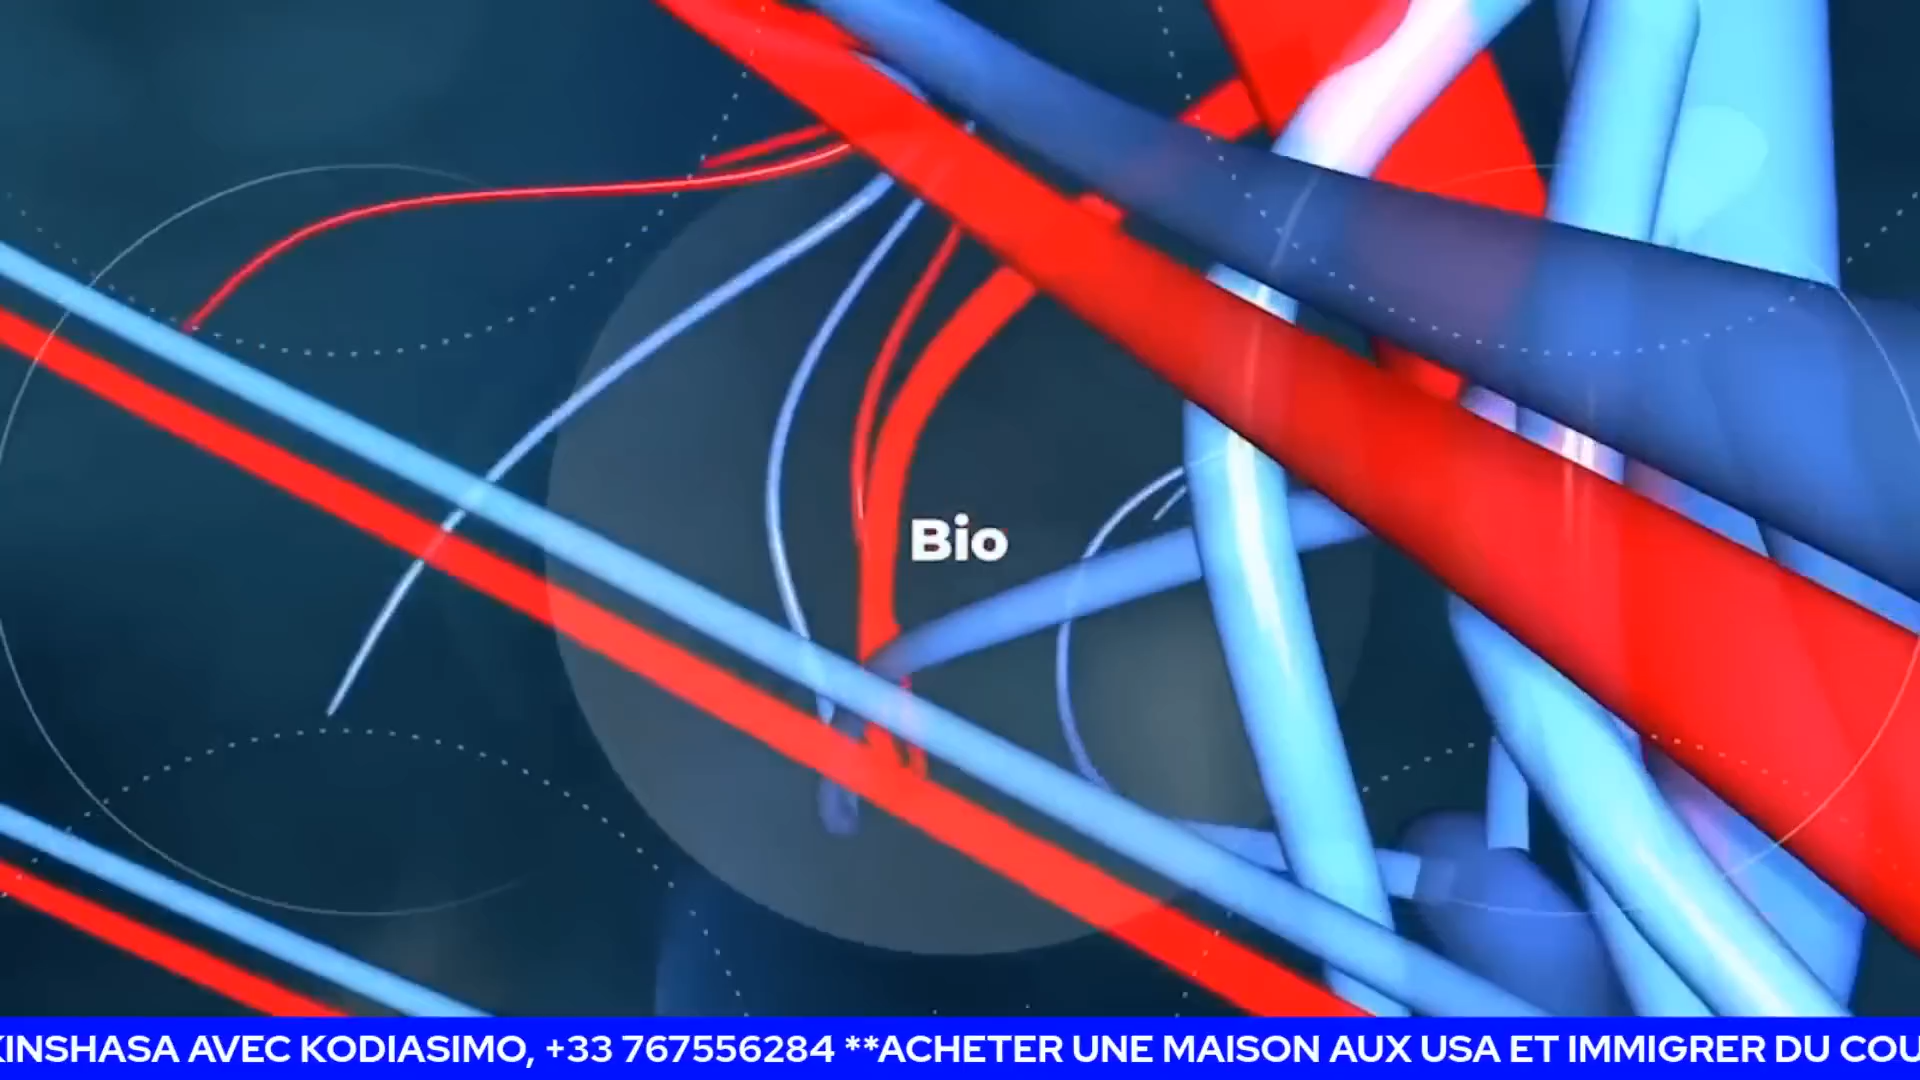 Bio
KINSHASA AVEC KODIASIMO, +33 767556284 **ACHETER UNE MAISON AUX USA ET IMMIGRER DU COU